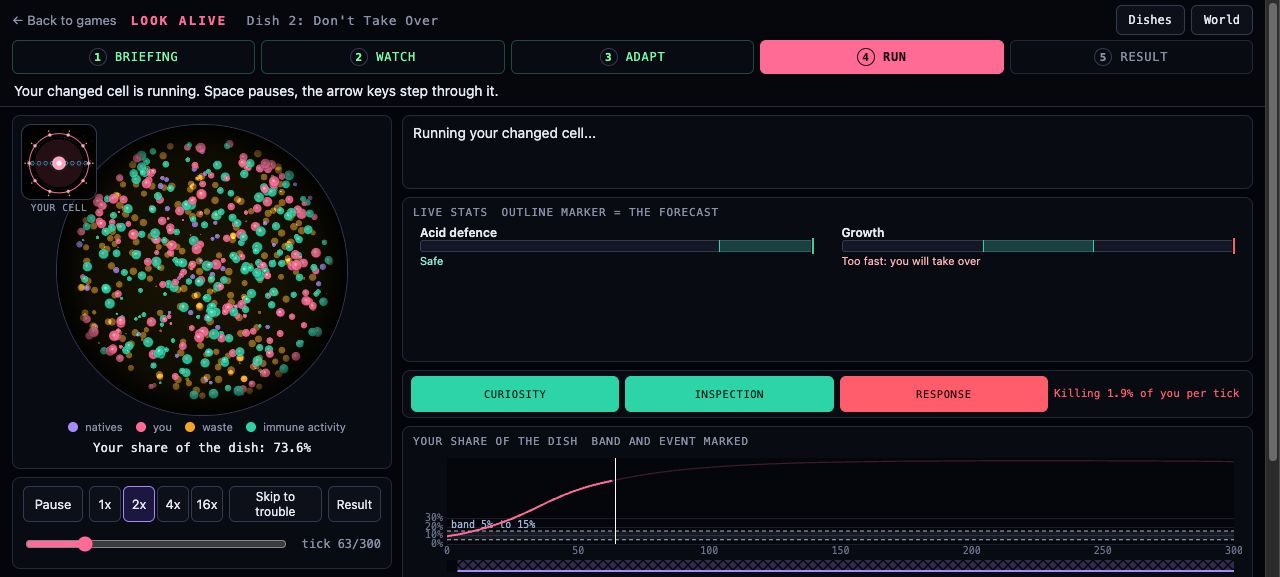 ← Back to games LOOK ALIVE Dish 2: Don't Take Over Dishes World
1 BRIEFING 2 WATCH 3 ADAPT 4 RUN 5 RESULT
Your changed cell is running. Space pauses, the arrow keys step through it.
YOUR CELL
natives you waste immune activity
Your share of the dish: 73.6%
Pause 1x 2x 4x 16x Skip to trouble Result
tick 63/300
Running your changed cell...
LIVE STATS OUTLINE MARKER = THE FORECAST
Acid defence Growth
Safe Too fast: you will take over
CURIOSITY INSPECTION RESPONSE Killing 1.9% of you per tick
YOUR SHARE OF THE DISH BAND AND EVENT MARKED
30%
20% band 5% to 15%
10%
0%
0 50 100 150 200 250 300